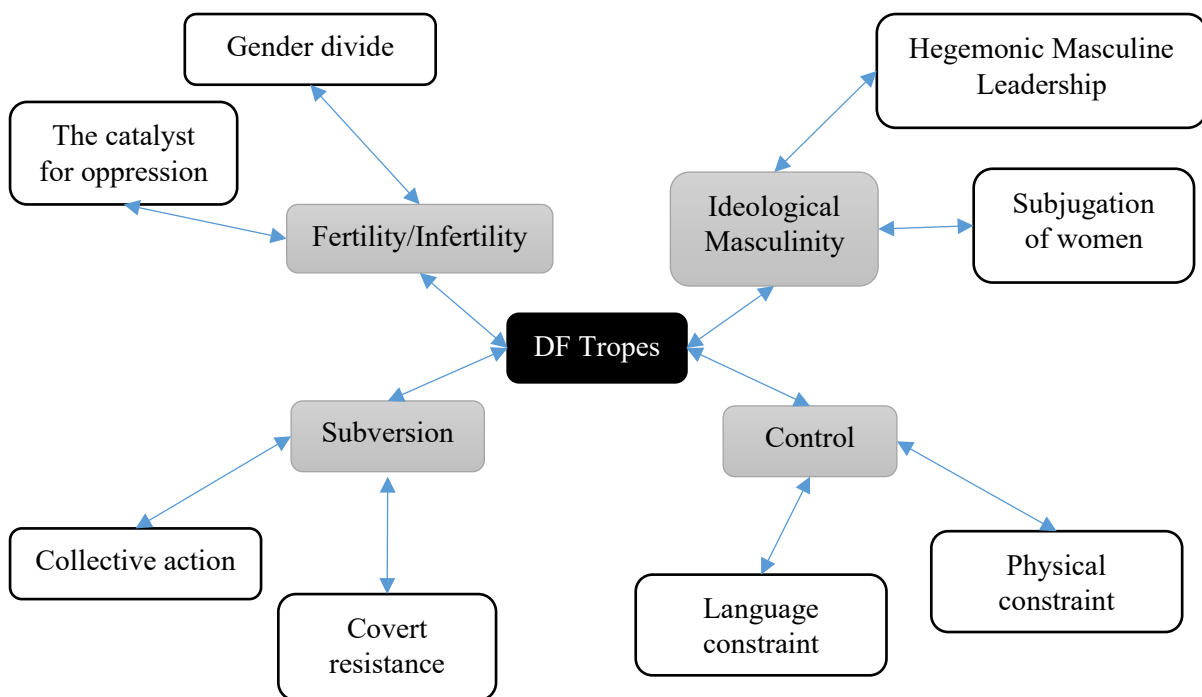 Gender divide
Hegemonic Masculine
Leadership
The catalyst
for oppression
Fertility/Infertility
Ideological
Masculinity
Subjugation
of women
DF Tropes
Subversion
Control
Collective action
Covert
resistance
Language
constraint
Physical
constraint